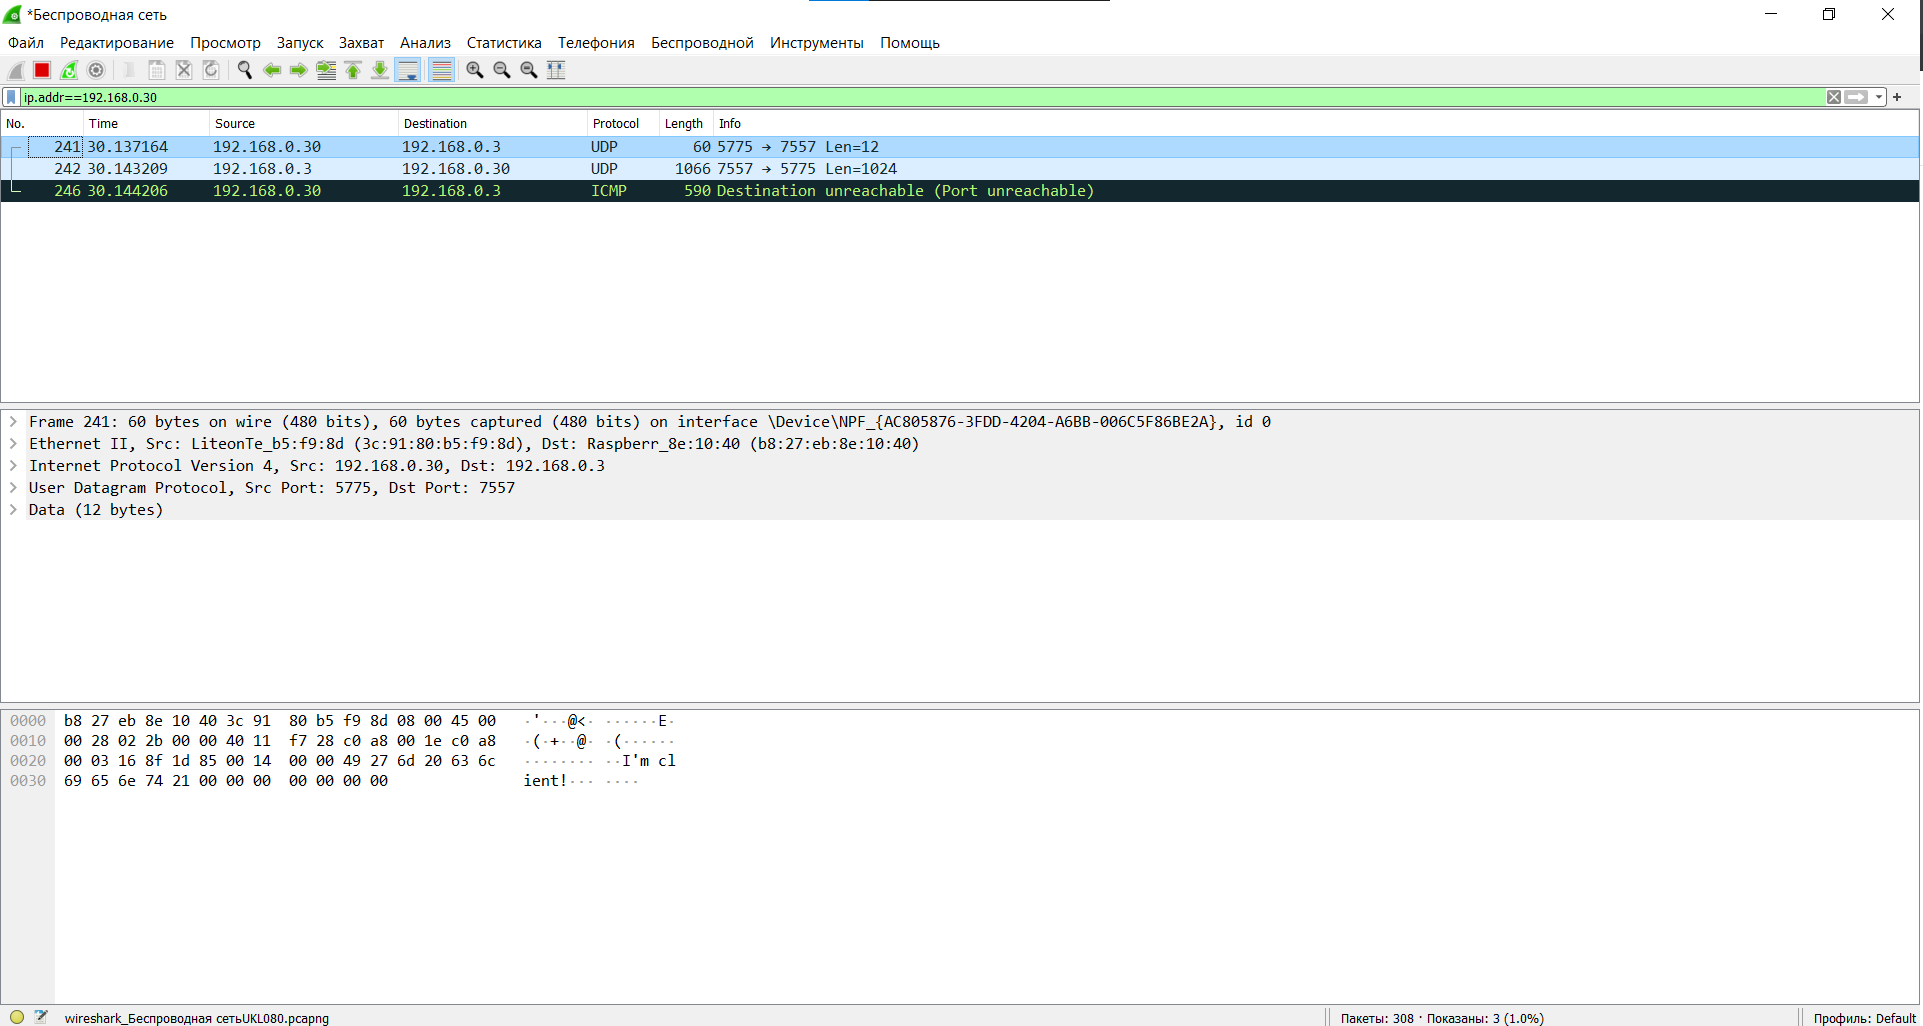 *Беспроводная сеть
Файл Редактирование Просмотр Запуск Захват Анализ Статистика Телефония Беспроводной Инструменты Помощь
ip.addr==192.168.0.30
No. Time Source Destination Protocol Length Info
241 30.137164 192.168.0.30 192.168.0.3 UDP 60 5775 → 7557 Len=12
242 30.143209 192.168.0.3 192.168.0.30 UDP 1066 7557 → 5775 Len=1024
246 30.144206 192.168.0.30 192.168.0.3 ICMP 590 Destination unreachable (Port unreachable)
Frame 241: 60 bytes on wire (480 bits), 60 bytes captured (480 bits) on interface \Device\NPF_{AC805876-3FDD-4204-A6BB-006C5F86BE2A}, id 0
Ethernet II, Src: LiteonTe_b5:f9:8d (3c:91:80:b5:f9:8d), Dst: Raspberr_8e:10:40 (b8:27:eb:8e:10:40)
Internet Protocol Version 4, Src: 192.168.0.30, Dst: 192.168.0.3
User Datagram Protocol, Src Port: 5775, Dst Port: 7557
Data (12 bytes)
0000 b8 27 eb 8e 10 40 3c 91 80 b5 f9 8d 08 00 45 00 ·'···@<· ······E·
0010 00 28 02 2b 00 00 40 11 f7 28 c0 a8 00 1e c0 a8 ·(·+··@· ·(······
0020 00 03 16 8f 1d 85 00 14 00 00 49 27 6d 20 63 6c ········ ··I'm cl
0030 69 65 6e 74 21 00 00 00 00 00 00 00 ient!··· ····
wireshark_Беспроводная сетьUKL080.pcapng Пакеты: 308 · Показаны: 3 (1.0%) Профиль: Default